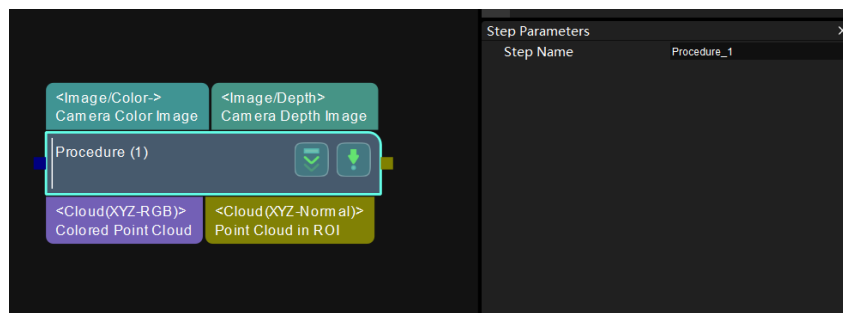 Step Parameters
Step Name
Procedure_1
<Image/Color->
Camera Color Image
<Image/Depth>
Camera Depth Image
Procedure (1)
<Cloud(XYZ-RGB)>
Colored Point Cloud
<Cloud(XYZ-Normal)>
Point Cloud in ROI